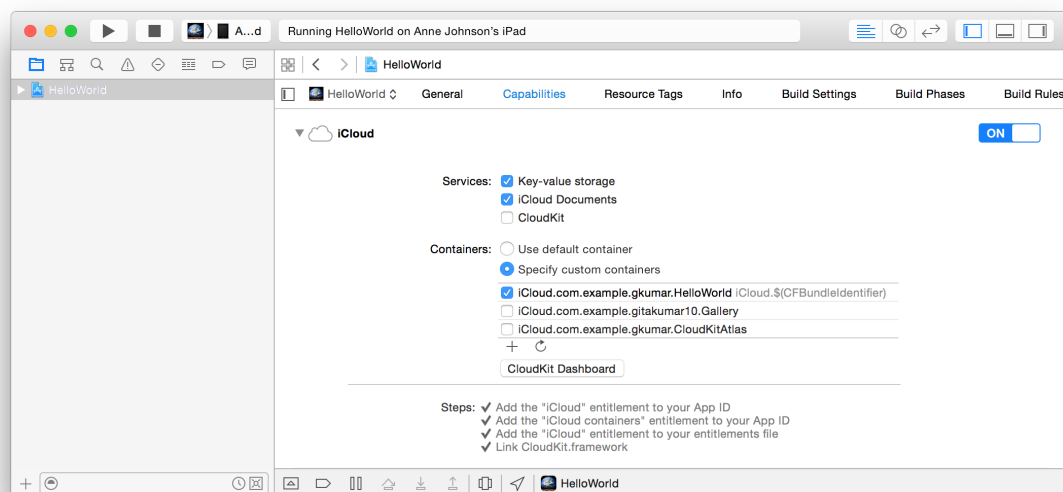 A...d
Running HelloWorld on Anne Johnson's iPad
HelloWorld
HelloWorld
HelloWorld General Capabilities Resource Tags Info Build Settings Build Phases Build Rules
iCloud
ON
Services: Key-value storage
iCloud Documents
CloudKit
Containers: Use default container
Specify custom containers
iCloud.com.example.gkumar.HelloWorld iCloud.$(CFBundleIdentifier)
iCloud.com.example.gitakumar10.Gallery
iCloud.com.example.gkumar.CloudKitAtlas
CloudKit Dashboard
Steps: Add the "iCloud" entitlement to your App ID
Add the "iCloud containers" entitlement to your App ID
Add the "iCloud" entitlement to your entitlements file
Link CloudKit.framework
HelloWorld